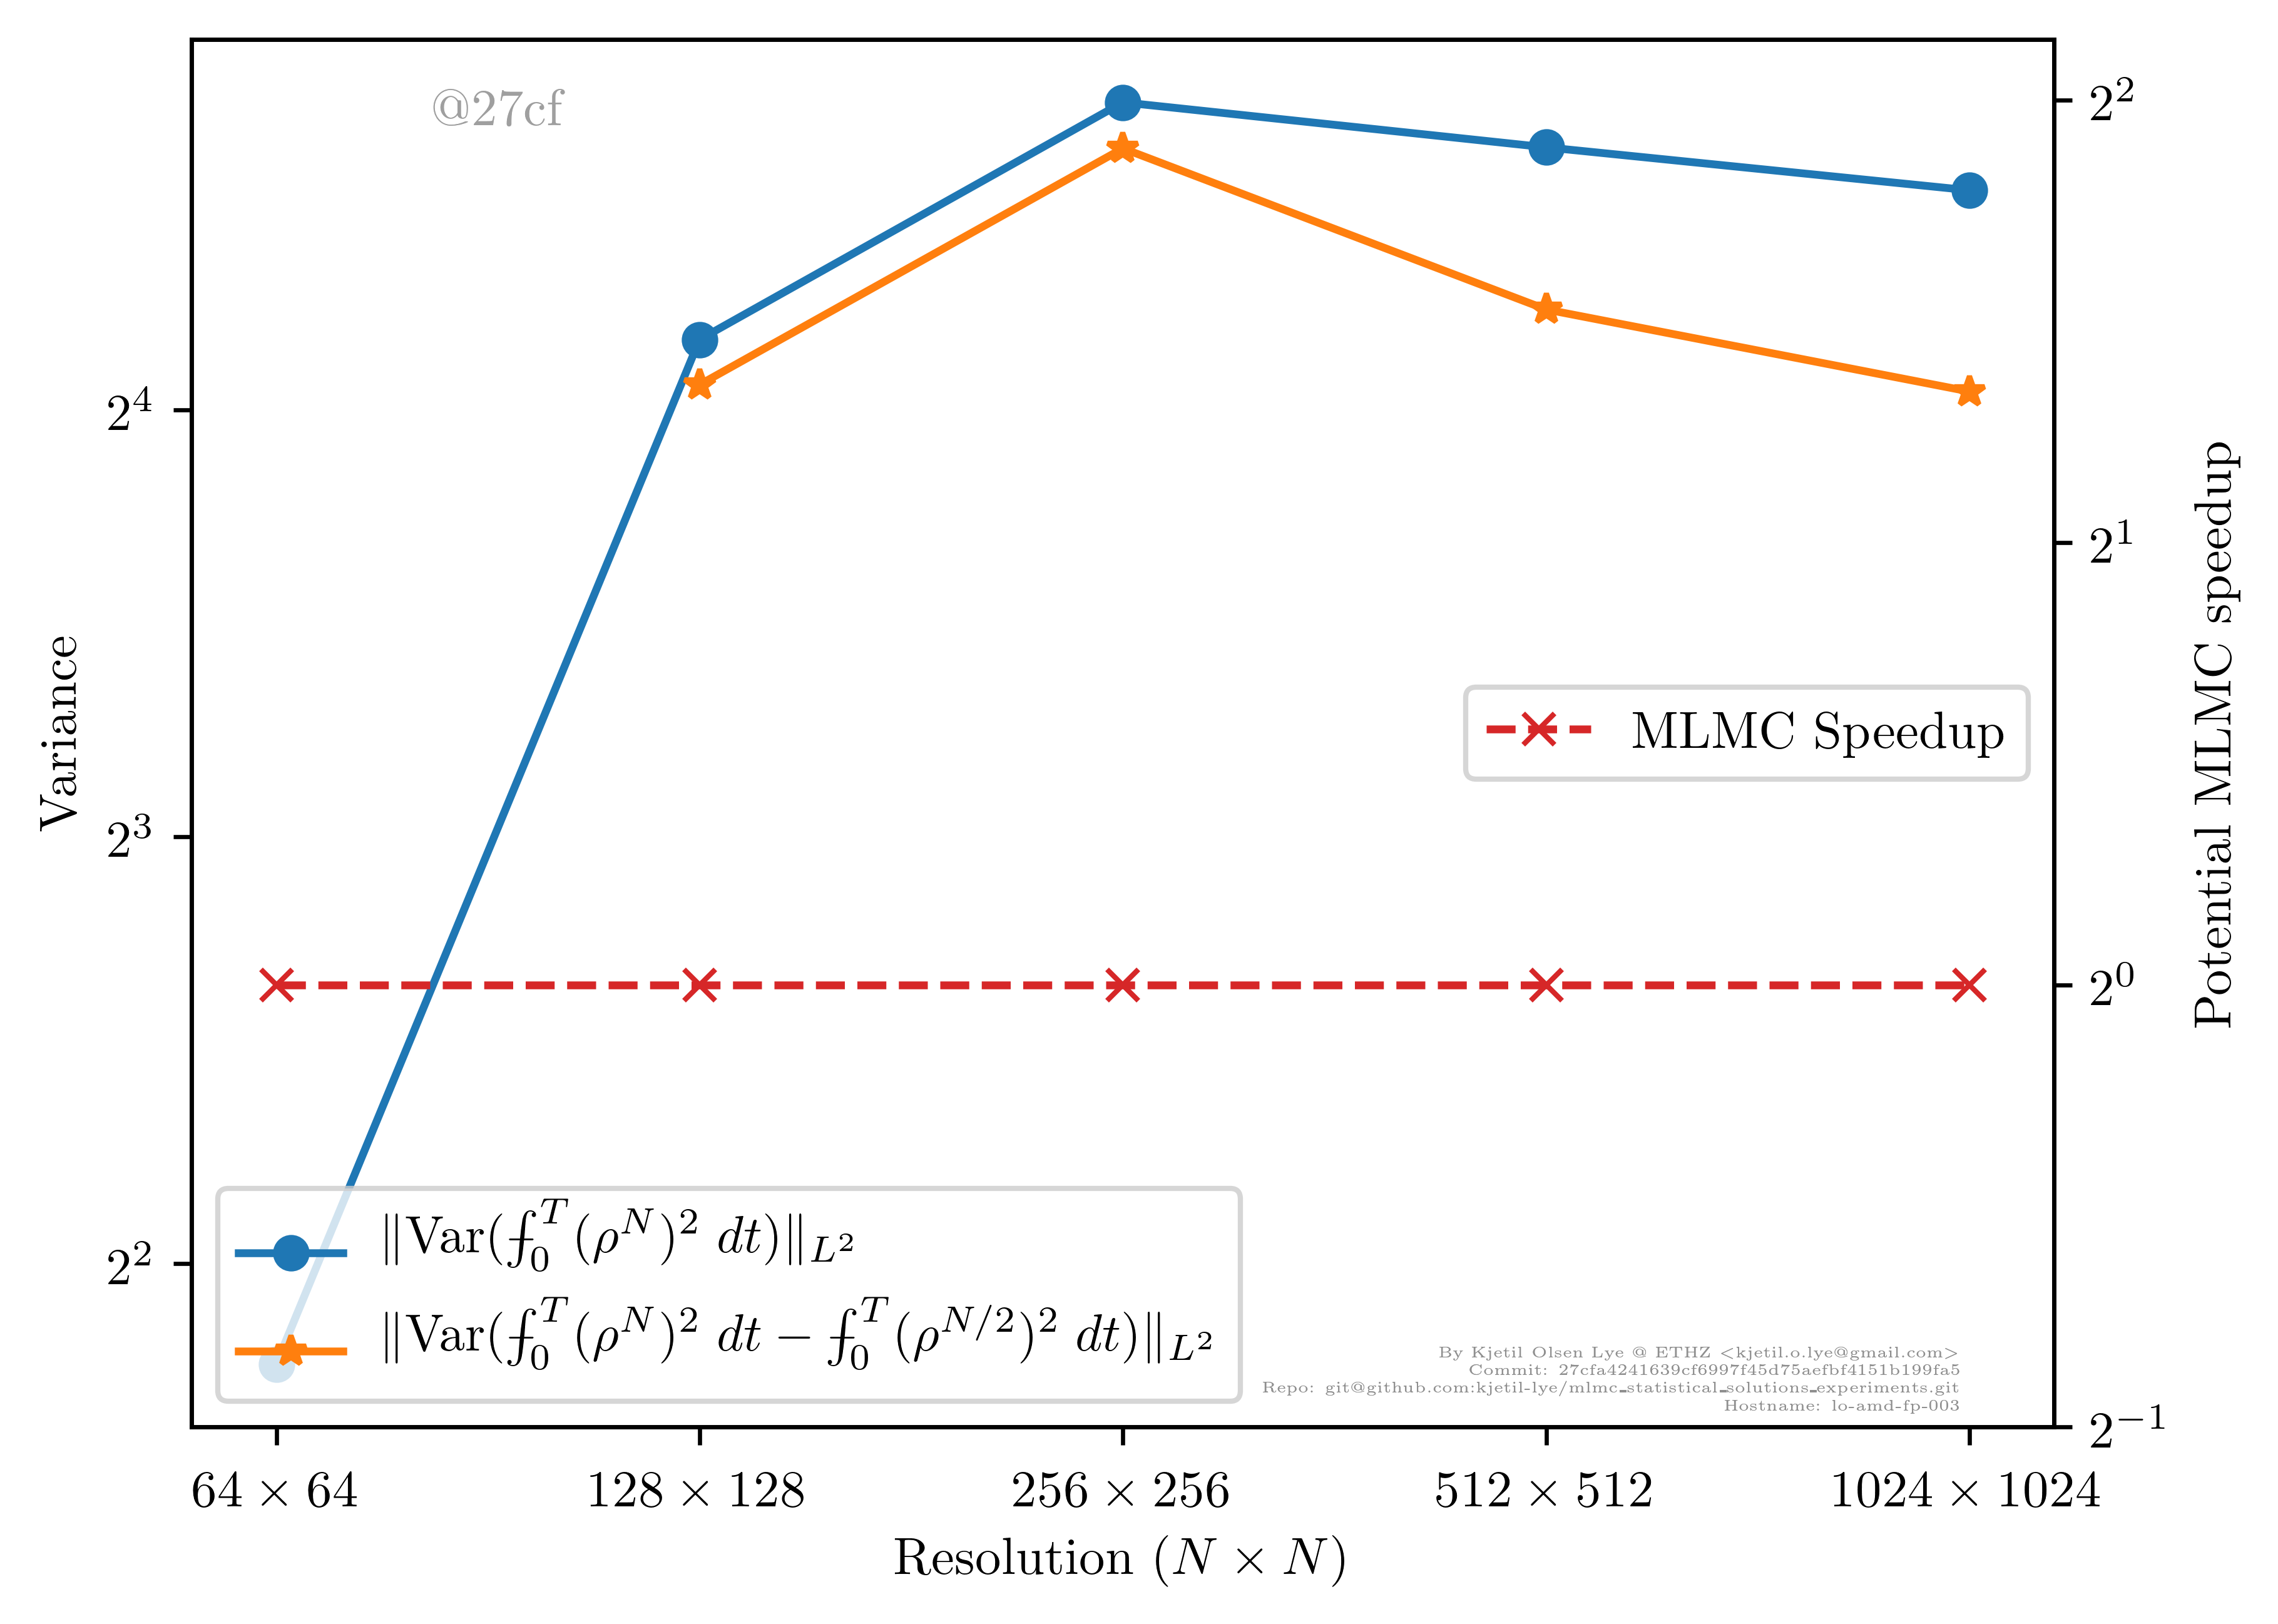 @27cf
2^4
2^3
2^2
Variance
2^2
2^1
2^0
2^{-1}
Potential MLMC speedup
MLMC Speedup
‖Var(⨍_0^T (ρ^N)^2 dt)‖_{L^2}
‖Var(⨍_0^T (ρ^N)^2 dt − ⨍_0^T (ρ^{N/2})^2 dt)‖_{L^2}
By Kjetil Olsen Lye @ ETHZ <kjetil.o.lye@gmail.com>
Commit: 27cfa4241639cf6997f45d75aefbf4151b199fa5
Repo: git@github.com:kjetil-lye/mlmc_statistical_solutions_experiments.git
Hostname: lo-amd-fp-003
64 × 64 128 × 128 256 × 256 512 × 512 1024 × 1024
Resolution (N × N)